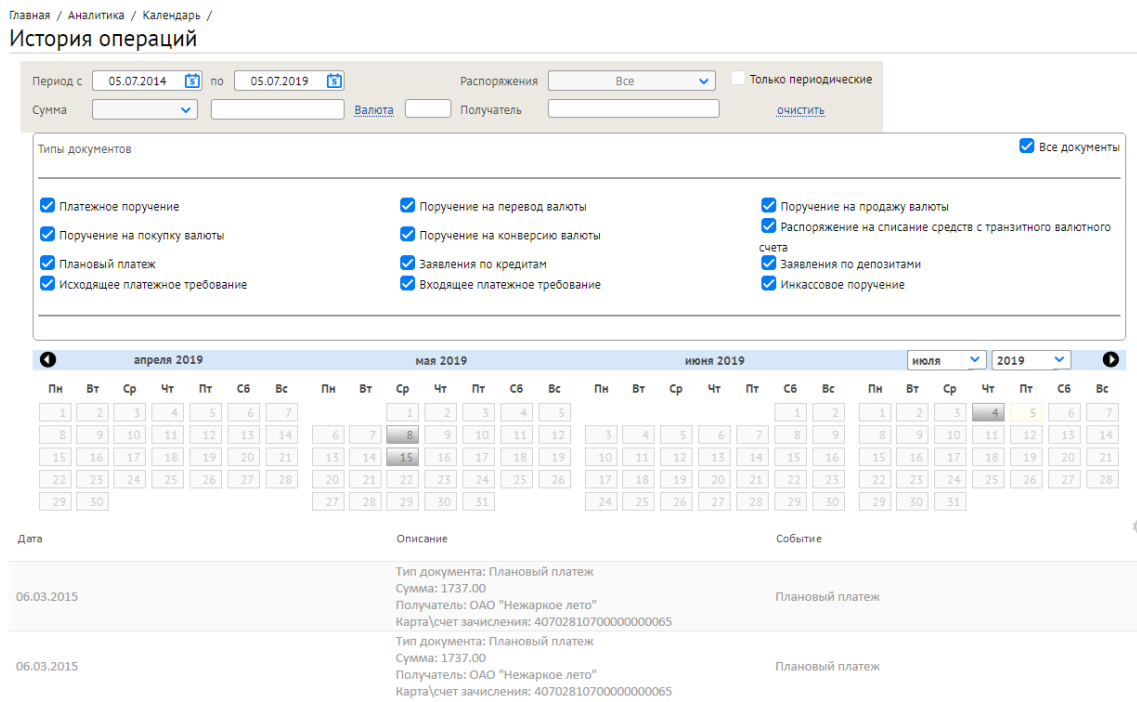 Главная / Аналитика / Календарь /
История операций
Период с 05.07.2014 по 05.07.2019 Распоряжения Все Только периодические
Сумма Валюта Получатель очистить
Типы документов Все документы
Платежное поручение Поручение на перевод валюты Поручение на продажу валюты
Поручение на покупку валюты Поручение на конверсию валюты Распоряжение на списание средств с транзитного валютного
счета
Плановый платеж Заявления по кредитам Заявления по депозитами
Исходящее платежное требование Входящее платежное требование Инкассовое поручение
апреля 2019 мая 2019 июня 2019 июля 2019
Пн Вт Ср Чт Пт Сб Вс Пн Вт Ср Чт Пт Сб Вс Пн Вт Ср Чт Пт Сб Вс Пн Вт Ср Чт Пт Сб Вс
1 2 3 4 5 6 7 1 2 3 4 5 1 2 1 2 3 4 5 6 7
8 9 10 11 12 13 14 6 7 8 9 10 11 12 3 4 5 6 7 8 9 8 9 10 11 12 13 14
15 16 17 18 19 20 21 13 14 15 16 17 18 19 10 11 12 13 14 15 16 15 16 17 18 19 20 21
22 23 24 25 26 27 28 20 21 22 23 24 25 26 17 18 19 20 21 22 23 22 23 24 25 26 27 28
29 30 27 28 29 30 31 24 25 26 27 28 29 30 29 30 31
Дата Описание Событие
Тип документа: Плановый платеж
Сумма: 1737.00
06.03.2015 Плановый платеж
Получатель: ОАО "Нежаркое лето"
Карта\счет зачисления: 40702810700000000065
Тип документа: Плановый платеж
Сумма: 1737.00
06.03.2015 Плановый платеж
Получатель: ОАО "Нежаркое лето"
Карта\счет зачисления: 40702810700000000065